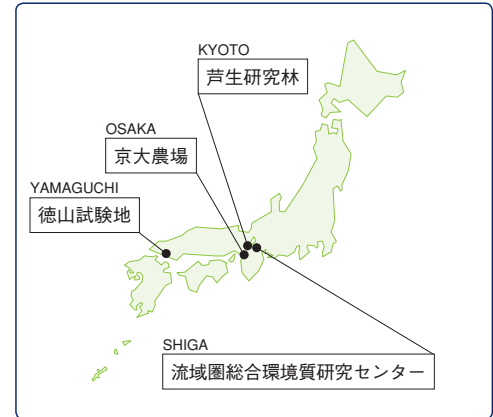 KYOTO
芦生研究林
OSAKA
京大農場
YAMAGUCHI
徳山試験地
SHIGA
流域圏総合環境質研究センター